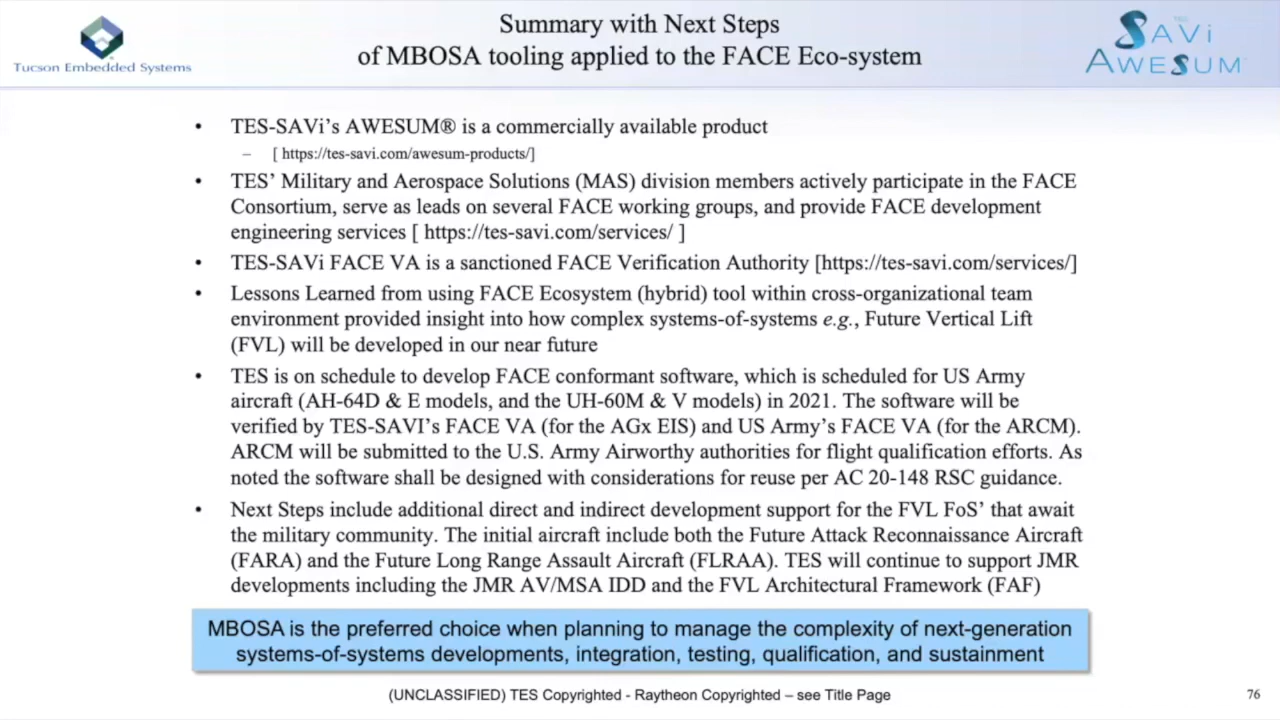 Summary with Next Steps
of MBOSA tooling applied to the FACE Eco-system
Tucson Embedded Systems
TES
SAVi
AWESUM
• TES-SAVi’s AWESUM® is a commercially available product
– [ https://tes-savi.com/awesum-products/]
• TES’ Military and Aerospace Solutions (MAS) division members actively participate in the FACE
Consortium, serve as leads on several FACE working groups, and provide FACE development
engineering services [ https://tes-savi.com/services/ ]
• TES-SAVi FACE VA is a sanctioned FACE Verification Authority [https://tes-savi.com/services/]
• Lessons Learned from using FACE Ecosystem (hybrid) tool within cross-organizational team
environment provided insight into how complex systems-of-systems e.g., Future Vertical Lift
(FVL) will be developed in our near future
• TES is on schedule to develop FACE conformant software, which is scheduled for US Army
aircraft (AH-64D & E models, and the UH-60M & V models) in 2021. The software will be
verified by TES-SAVI’s FACE VA (for the AGx EIS) and US Army’s FACE VA (for the ARCM).
ARCM will be submitted to the U.S. Army Airworthy authorities for flight qualification efforts. As
noted the software shall be designed with considerations for reuse per AC 20-148 RSC guidance.
• Next Steps include additional direct and indirect development support for the FVL FoS’ that await
the military community. The initial aircraft include both the Future Attack Reconnaissance Aircraft
(FARA) and the Future Long Range Assault Aircraft (FLRAA). TES will continue to support JMR
developments including the JMR AV/MSA IDD and the FVL Architectural Framework (FAF)
MBOSA is the preferred choice when planning to manage the complexity of next-generation
systems-of-systems developments, integration, testing, qualification, and sustainment
(UNCLASSIFIED) TES Copyrighted - Raytheon Copyrighted – see Title Page
76